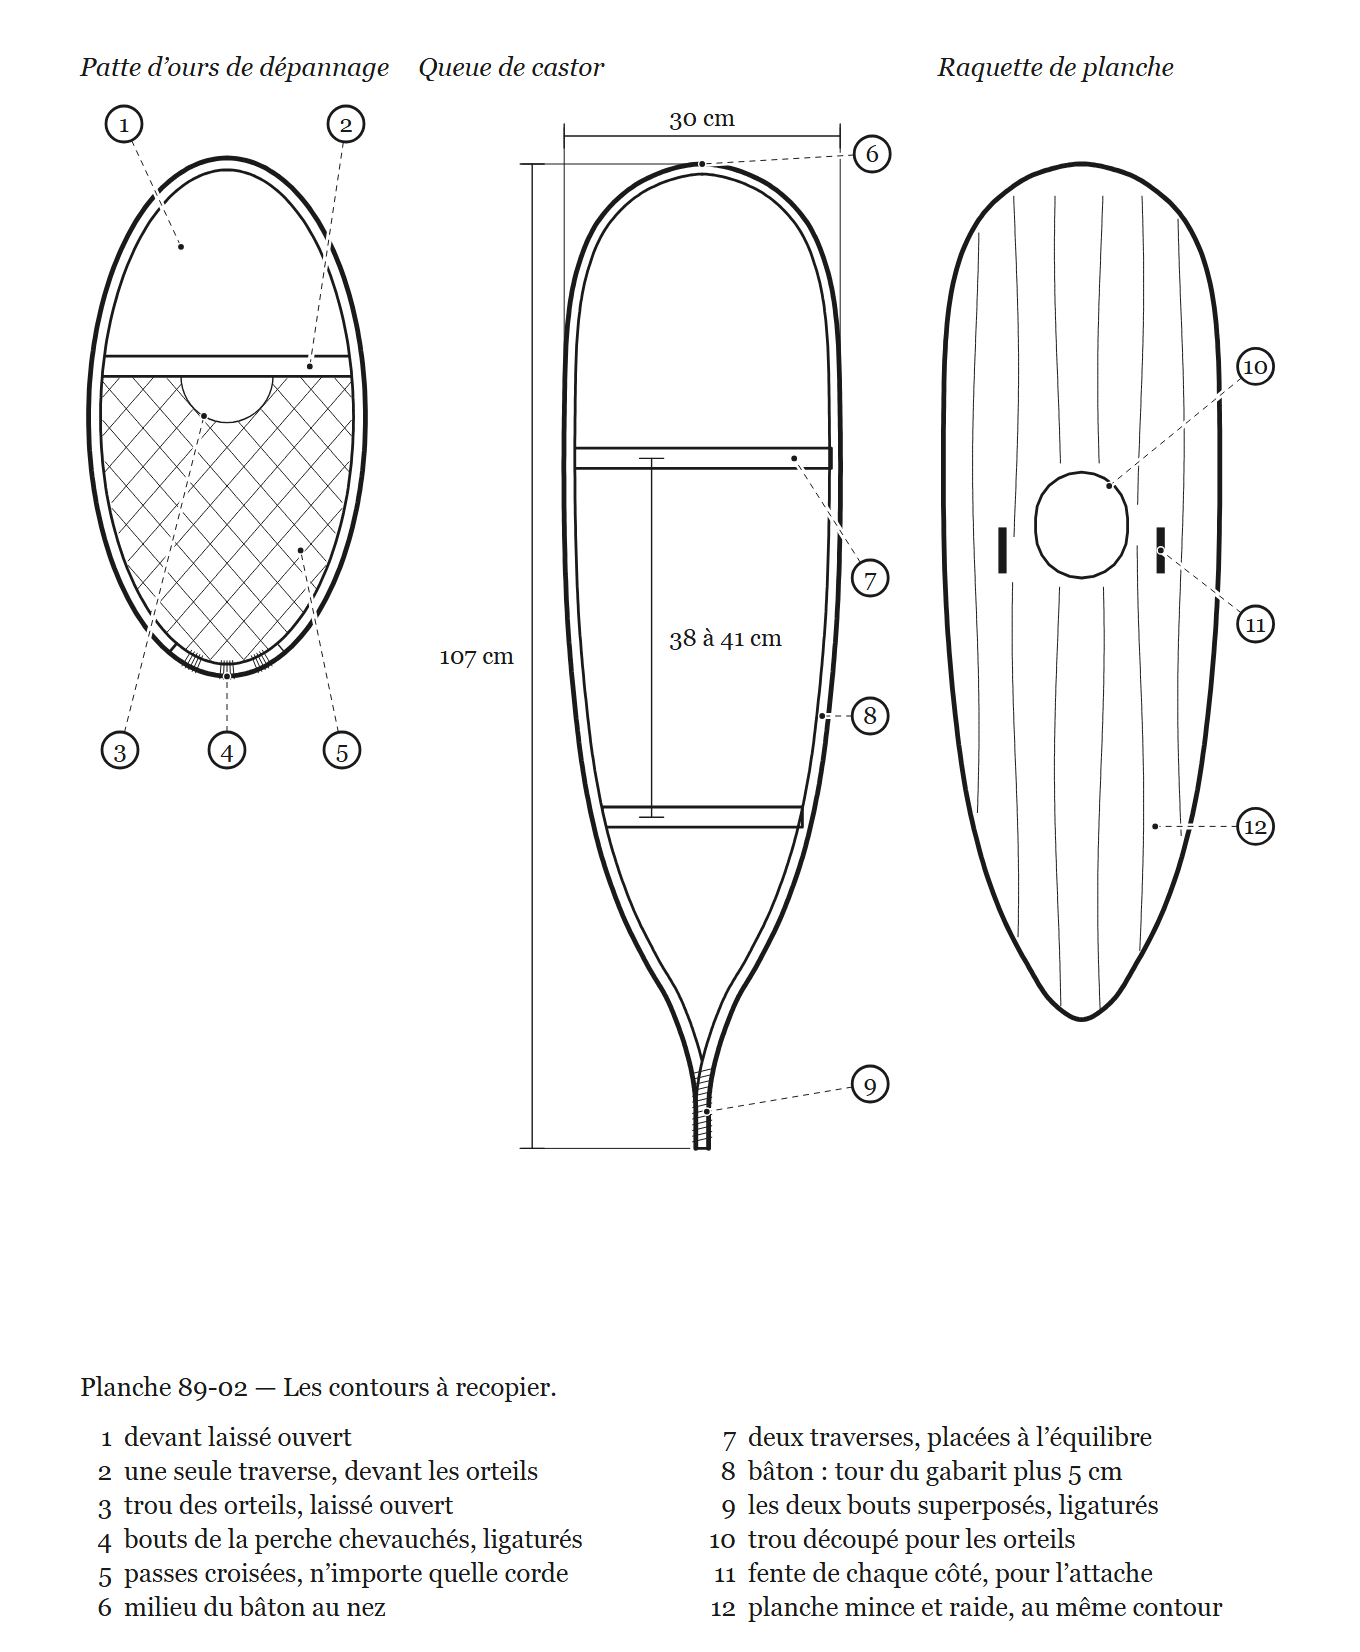 Patte d’ours de dépannage
Queue de castor
Raquette de planche
1
2
30 cm
6
10
7
11
38 à 41 cm
107 cm
8
3
4
5
12
9
Planche 89-02 — Les contours à recopier.
1 devant laissé ouvert
2 une seule traverse, devant les orteils
3 trou des orteils, laissé ouvert
4 bouts de la perche chevauchés, ligaturés
5 passes croisées, n’importe quelle corde
6 milieu du bâton au nez
7 deux traverses, placées à l’équilibre
8 bâton : tour du gabarit plus 5 cm
9 les deux bouts superposés, ligaturés
10 trou découpé pour les orteils
11 fente de chaque côté, pour l’attache
12 planche mince et raide, au même contour